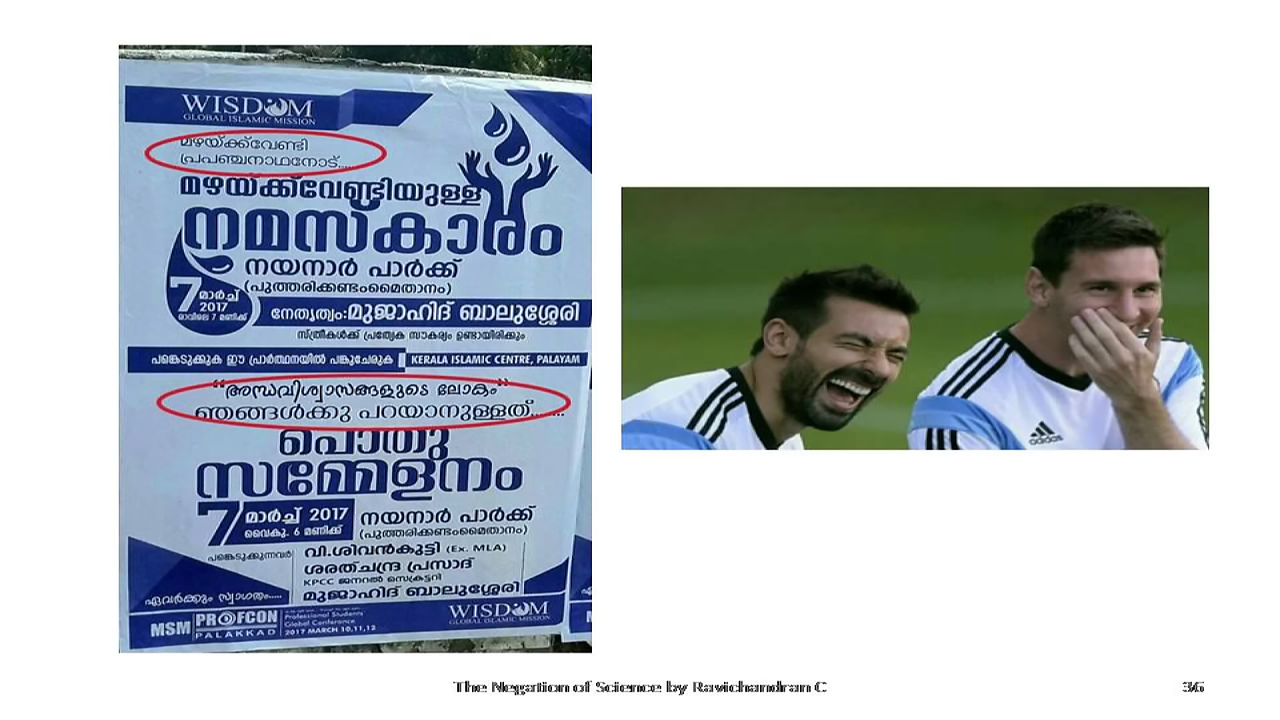 WISDOM
GLOBAL ISLAMIC MISSION
മഴയ്ക്ക്‌വേണ്ടി
പ്രപഞ്ചനാഥനോട്....
മഴയ്ക്ക്‌വേണ്ടിയുള്ള
നമസ്കാരം
നയനാർ പാർക്ക്
(പുത്തരിക്കണ്ടംമൈതാനം)
7 മാർച്ച് 2017
രാവിലെ 7 മണിക്ക്
നേതൃത്വം:മുജാഹിദ് ബാലുശ്ശേരി
സ്ത്രീകൾക്ക് പ്രത്യേക സൗകര്യം ഉണ്ടായിരിക്കും
പങ്കെടുക്കുക ഈ പ്രാർത്ഥനയിൽ പങ്കുചേരുക KERALA ISLAMIC CENTRE, PALAYAM
"അന്ധവിശ്വാസങ്ങളുടെ ലോകം"
ഞങ്ങൾക്കു പറയാനുള്ളത്........
പൊതു
സമ്മേളനം
7 മാർച്ച് 2017
വൈകു. 6 മണിക്ക്
നയനാർ പാർക്ക്
(പുത്തരിക്കണ്ടംമൈതാനം)
പങ്കെടുക്കുന്നവർ
വി.ശിവൻകുട്ടി (Ex. MLA)
ശരത്ചന്ദ്ര പ്രസാദ്
KPCC ജനറൽ സെക്രട്ടറി
മുജാഹിദ് ബാലുശ്ശേരി
ഏവർക്കും സ്വാഗതം.....
MSM PROFCON
PALAKKAD
Professional Students
Global Conference
2017 MARCH 10,11,12
WISDOM
GLOBAL ISLAMIC MISSION
adidas
The Negation of Science by Ravichandran C
36